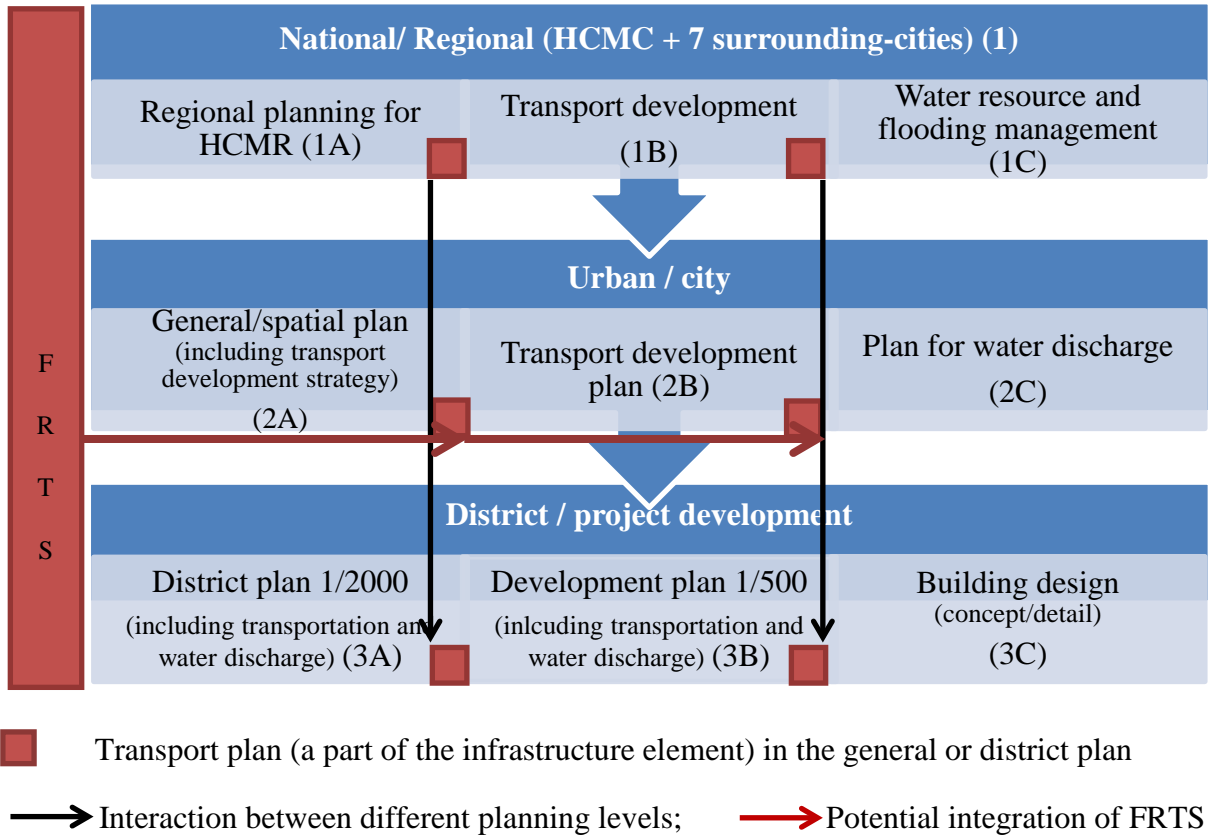 National/ Regional (HCMC + 7 surrounding-cities) (1)
Regional planning for
HCMR (1A)
Transport development
(1B)
Water resource and
flooding management
(1C)
Urban / city
General/spatial plan
(including transport
development strategy)
(2A)
Transport development
plan (2B)
Plan for water discharge
(2C)
F
R
T
S
District / project development
District plan 1/2000
(including transportation and
water discharge) (3A)
Development plan 1/500
(inlcuding transportation and
water discharge) (3B)
Building design
(concept/detail)
(3C)
Transport plan (a part of the infrastructure element) in the general or district plan
Interaction between different planning levels; Potential integration of FRTS